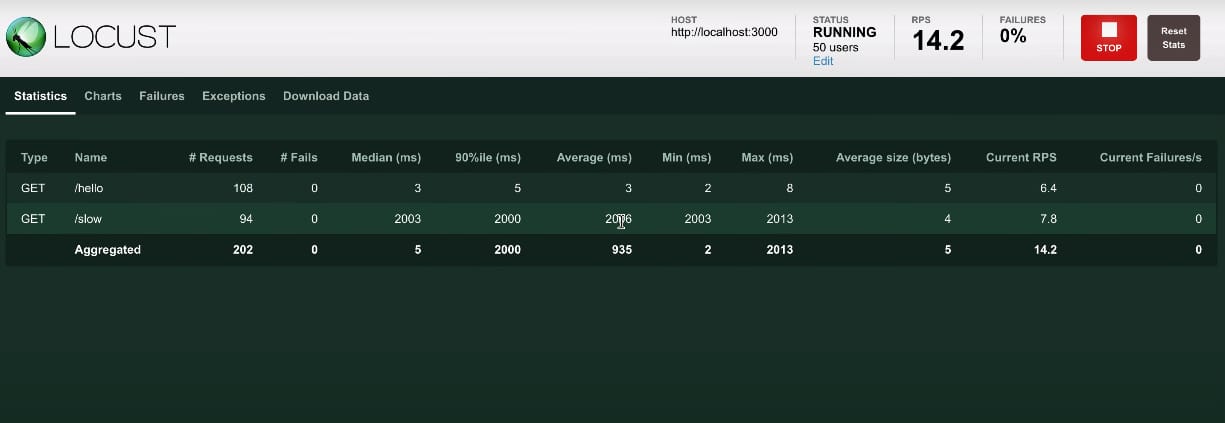 LOCUST
HOST
http://localhost:3000
STATUS
RUNNING
50 users
Edit
RPS
14.2
FAILURES
0%
STOP
Reset
Stats
Statistics Charts Failures Exceptions Download Data
Type Name # Requests # Fails Median (ms) 90%ile (ms) Average (ms) Min (ms) Max (ms) Average size (bytes) Current RPS Current Failures/s
GET /hello 108 0 3 5 3 2 8 5 6.4 0
GET /slow 94 0 2003 2000 2003 2013 4 7.8 0
Aggregated 202 0 5 2000 935 2 2013 5 14.2 0